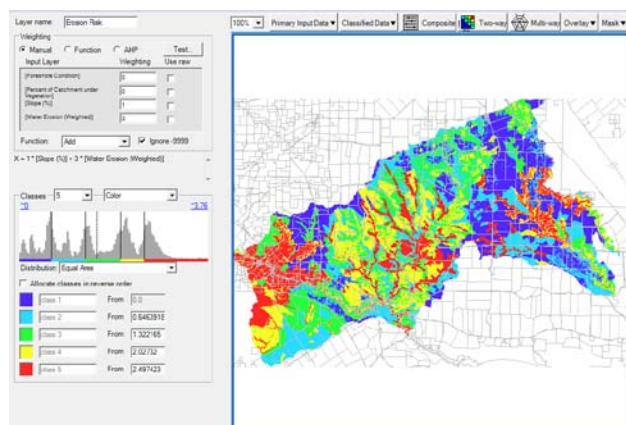 Layer name: Erosion Risk
100% Primary Input Data Classified Data Composite Two-way Multi-way Overlay Mask
Weighting
Manual Function AHP Test...
Input Layer Weighting Use raw
[Foreshore Condition] 0
[Percent of Catchment under Vegetation] 0
[Slope (%)] 1
[Water Erosion (Weighted)] 3
Function: Add Ignore -9999
X = 1 * [Slope (%)] + 3 * [Water Erosion (Weighted)]
Classes 5 Color
~0 ~3.76
Distribution: Equal Area
Allocate classes in reverse order
class 1 From 0.0
class 2 From 0.6463918
class 3 From 1.322165
class 4 From 2.02732
class 5 From 2.497423